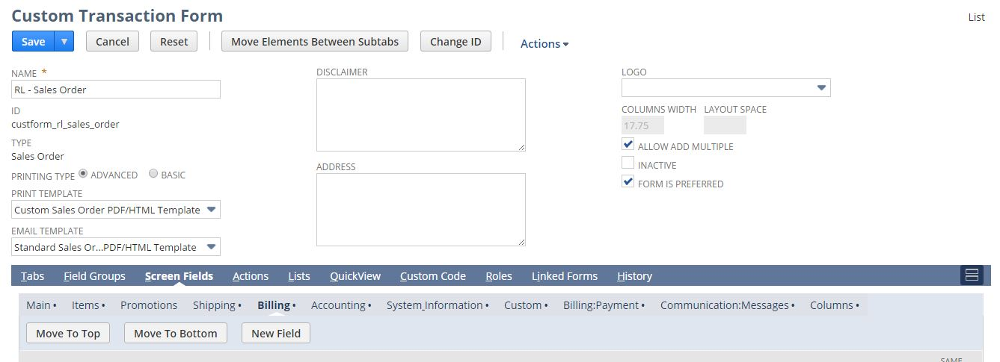 Custom Transaction Form
List
Save Cancel Reset Move Elements Between Subtabs Change ID Actions
NAME *
RL - Sales Order
ID
custform_rl_sales_order
TYPE
Sales Order
PRINTING TYPE ADVANCED BASIC
PRINT TEMPLATE
Custom Sales Order PDF/HTML Template
EMAIL TEMPLATE
Standard Sales Or...PDF/HTML Template
DISCLAIMER
ADDRESS
LOGO
COLUMNS WIDTH LAYOUT SPACE
17.75
ALLOW ADD MULTIPLE
INACTIVE
FORM IS PREFERRED
Tabs Field Groups Screen Fields Actions Lists QuickView Custom Code Roles Linked Forms History
Main • Items • Promotions Shipping • Billing • Accounting • System_Information • Custom • Billing:Payment • Communication:Messages • Columns •
Move To Top Move To Bottom New Field
SAME